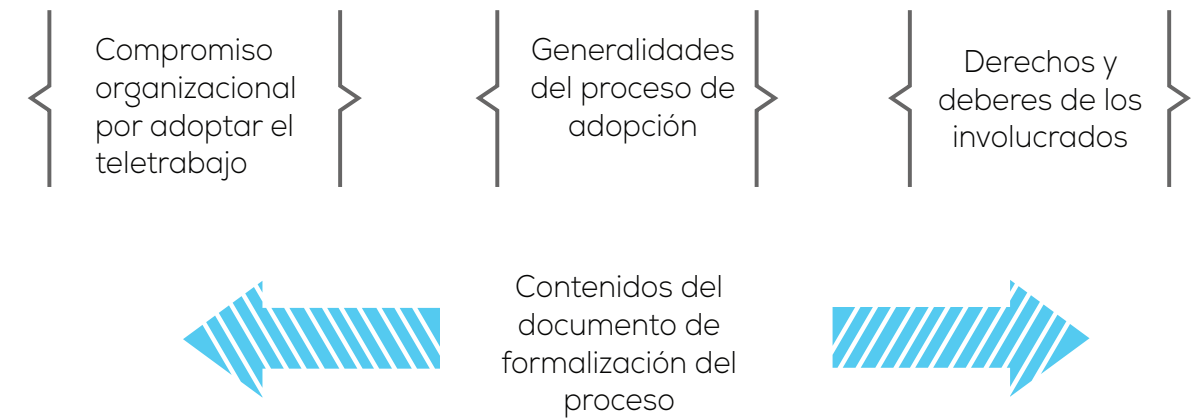 Compromiso
organizacional
por adoptar el
teletrabajo
Generalidades
del proceso de
adopción
Derechos y
deberes de los
involucrados
Contenidos del
documento de
formalización del
proceso